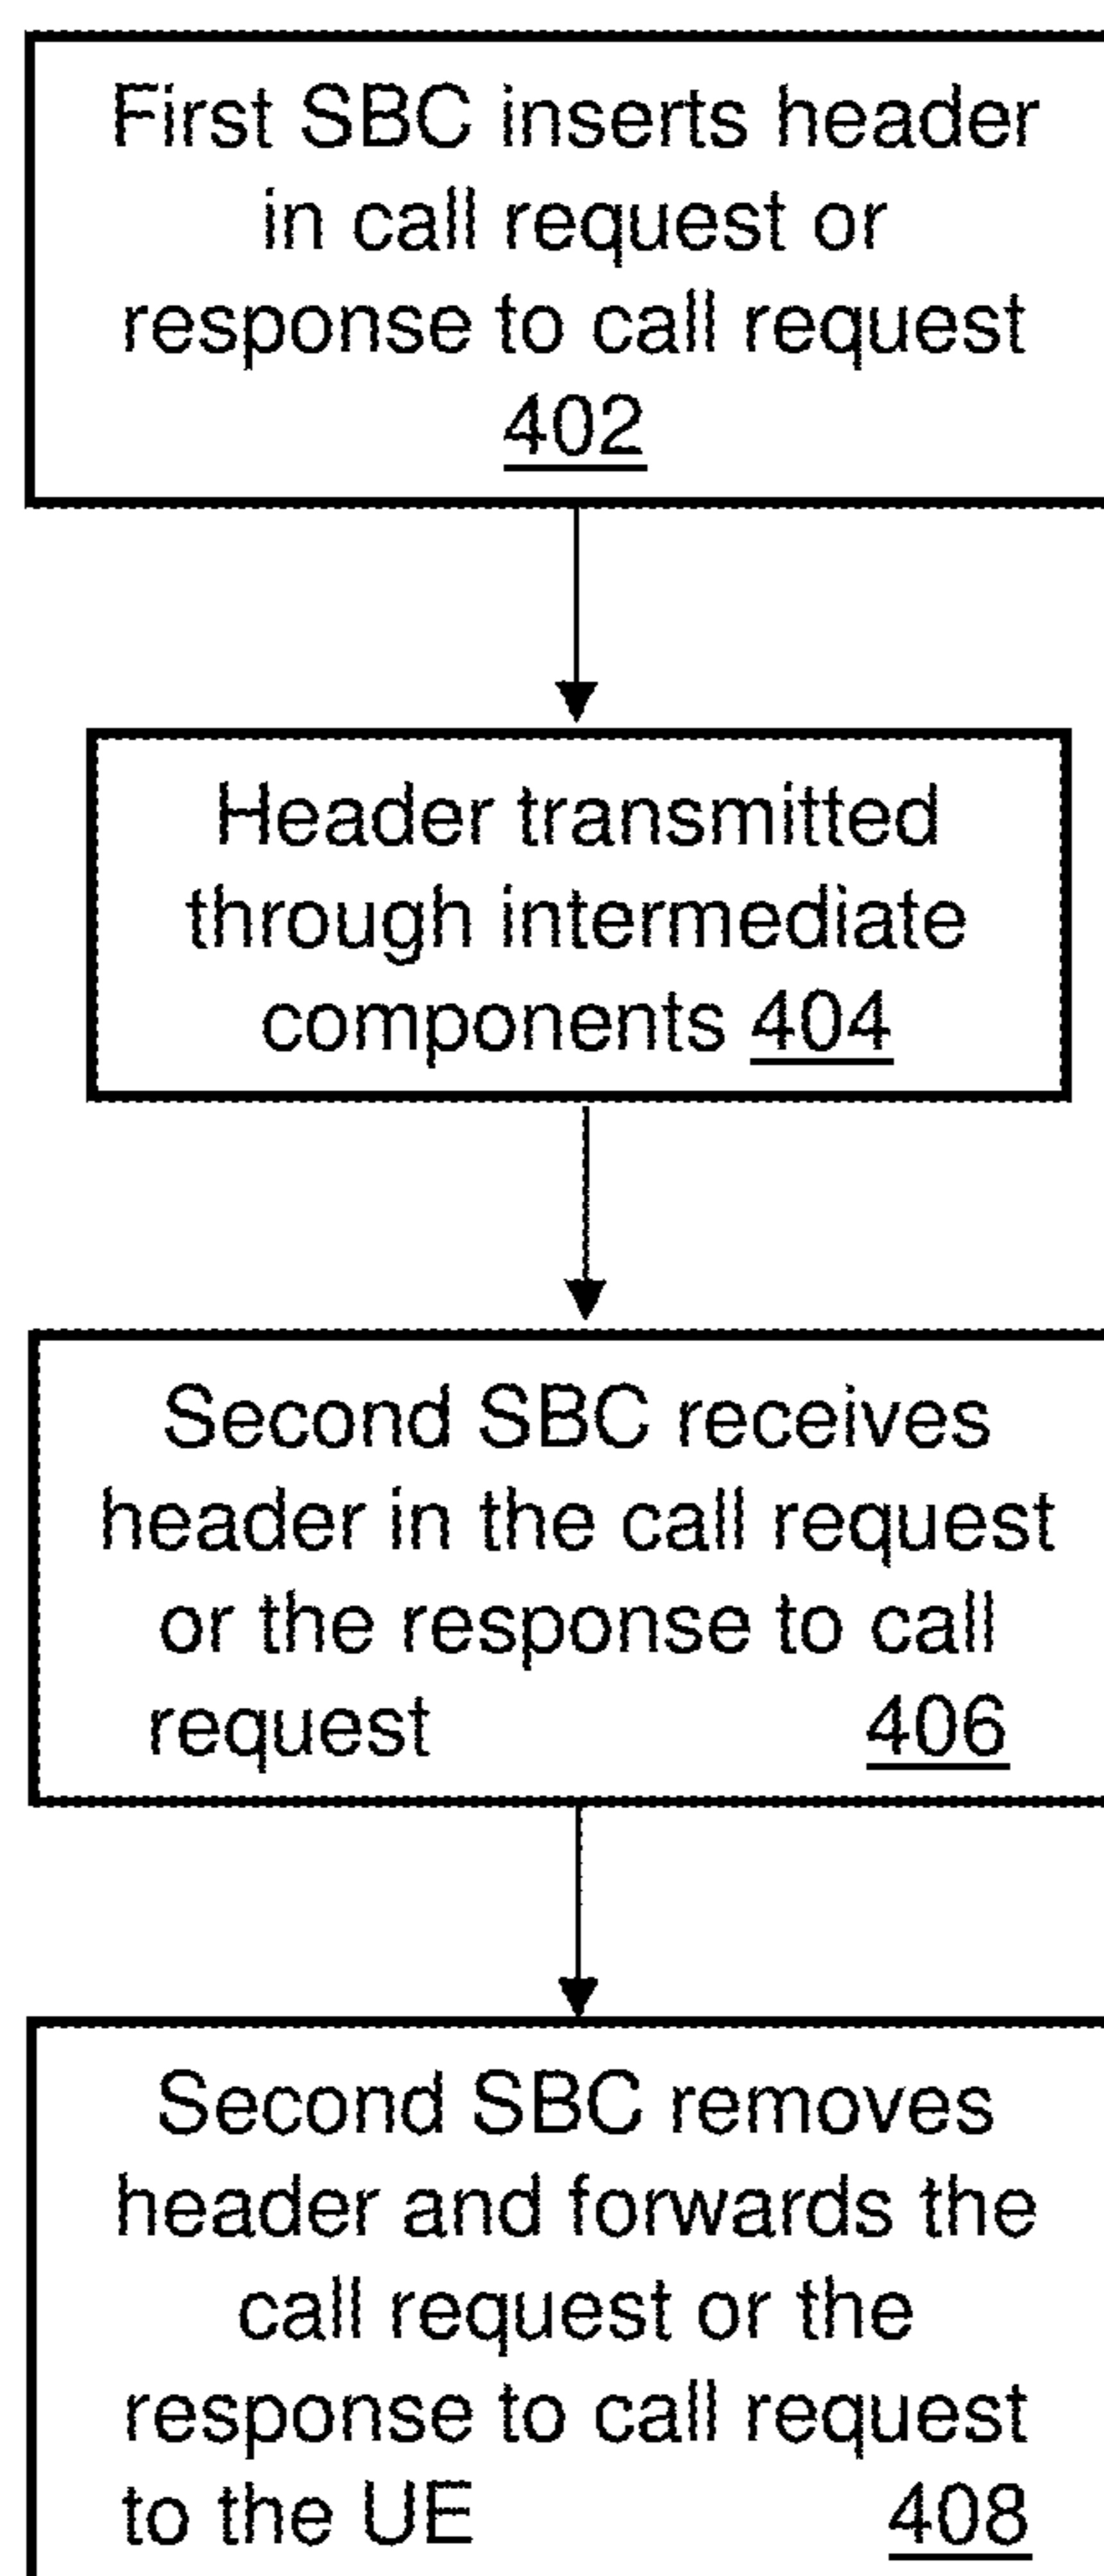 First SBC inserts header
in call request or
response to call request
402
Header transmitted
through intermediate
components 404
Second SBC receives
header in the call request
or the response to call
request 406
Second SBC removes
header and forwards the
call request or the
response to call request
to the UE 408